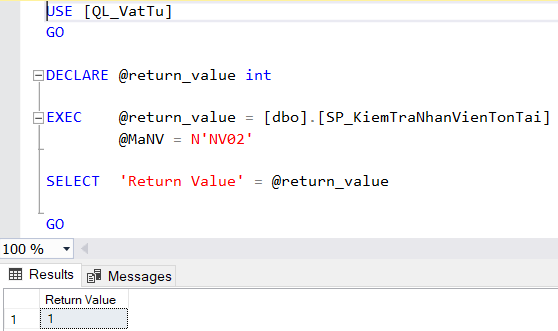 USE [QL_VatTu]
GO
DECLARE @return_value int
EXEC @return_value = [dbo].[SP_KiemTraNhanVienTonTai]
@MaNV = N'NV02'
SELECT 'Return Value' = @return_value
GO
100 %
Results Messages
Return Value
1 1